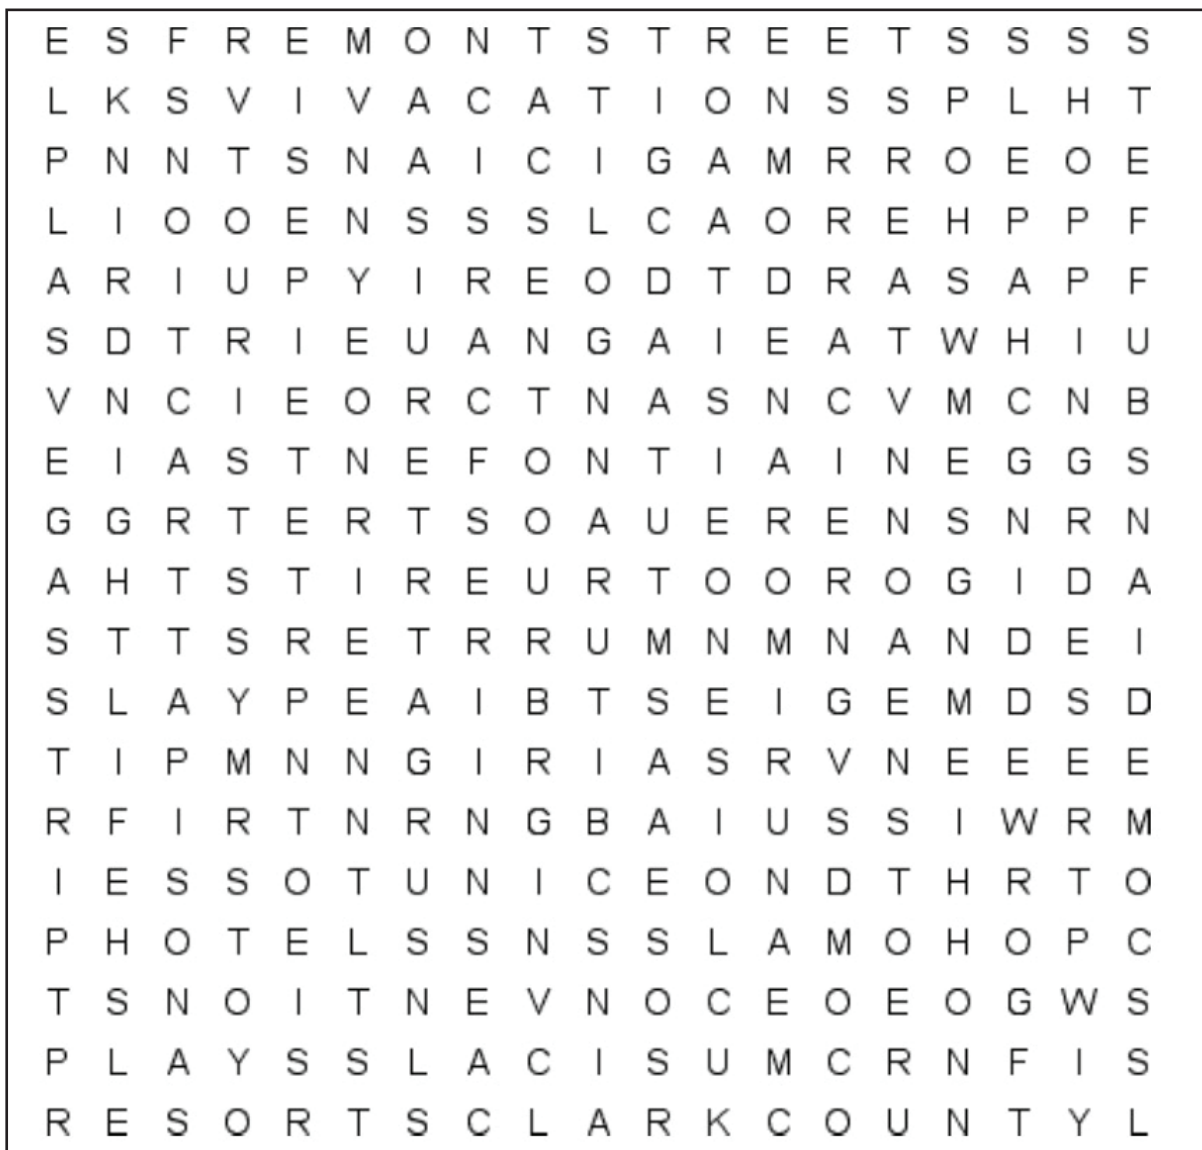 E S F R E M O N T S T R E E T S S S S
L K S V I V A C A T I O N S S P L H T
P N N T S N A I C I G A M R R O E O E
L I O O E N S S S L C A O R E H P P F
A R I U P Y I R E O D T D R A S A P F
S D T R I E U A N G A I E A T W H I U
V N C I E O R C T N A S N C V M C N B
E I A S T N E F O N T I A I N E G G S
G G R T E R T S O A U E R E N S N R N
A H T S T I R E U R T O O R O G I D A
S T T S R E T R R U M N M N A N D E I
S L A Y P E A I B T S E I G E M D S D
T I P M N N G I R I A S R V N E E E E
R F I R T N R N G B A I U S S I W R M
I E S S O T U N I C E O N D T H R T O
P H O T E L S S N S S L A M O H O P C
T S N O I T N E V N O C E O E O G W S
P L A Y S S L A C I S U M C R N F I S
R E S O R T S C L A R K C O U N T Y L